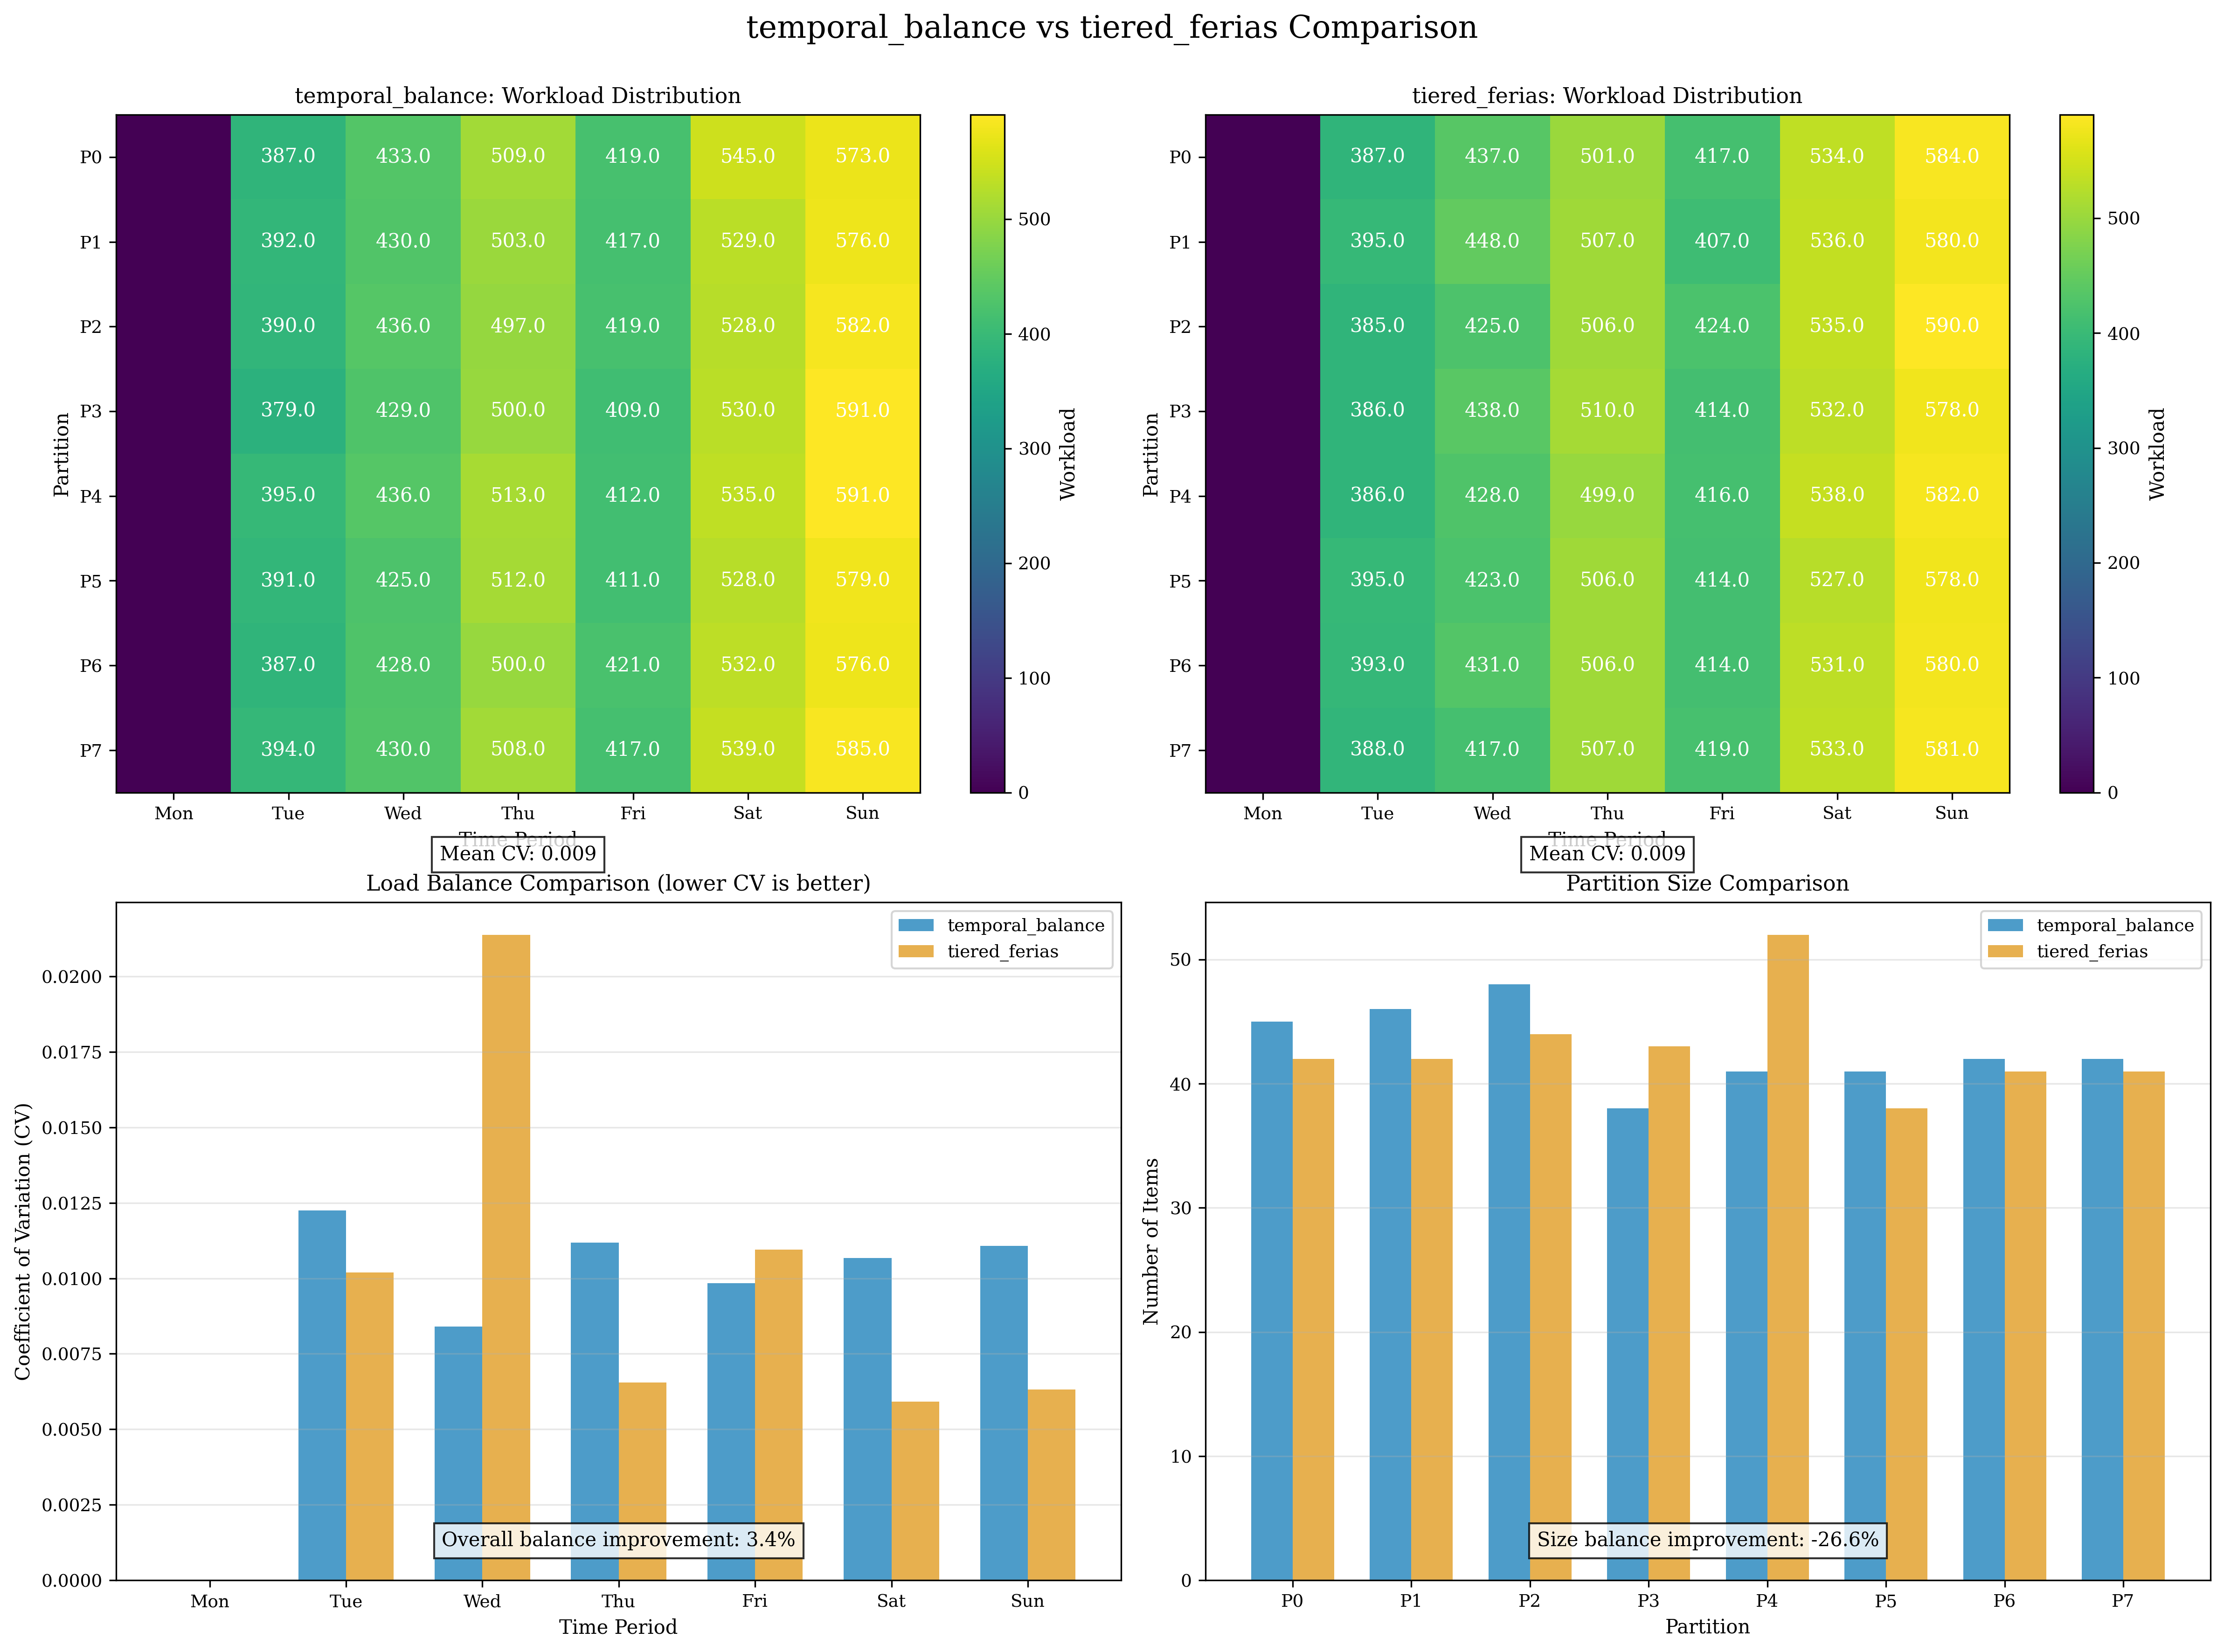 temporal_balance vs tiered_ferias Comparison
temporal_balance: Workload Distribution
Partition
P0 387.0 433.0 509.0 419.0 545.0 573.0
P1 392.0 430.0 503.0 417.0 529.0 576.0
P2 390.0 436.0 497.0 419.0 528.0 582.0
P3 379.0 429.0 500.0 409.0 530.0 591.0
P4 395.0 436.0 513.0 412.0 535.0 591.0
P5 391.0 425.0 512.0 411.0 528.0 579.0
P6 387.0 428.0 500.0 421.0 532.0 576.0
P7 394.0 430.0 508.0 417.0 539.0 585.0
Mon Tue Wed Thu Fri Sat Sun
Time Period
Mean CV: 0.009
500
400
300
200
100
0
Workload
tiered_ferias: Workload Distribution
Partition
P0 387.0 437.0 501.0 417.0 534.0 584.0
P1 395.0 448.0 507.0 407.0 536.0 580.0
P2 385.0 425.0 506.0 424.0 535.0 590.0
P3 386.0 438.0 510.0 414.0 532.0 578.0
P4 386.0 428.0 499.0 416.0 538.0 582.0
P5 395.0 423.0 506.0 414.0 527.0 578.0
P6 393.0 431.0 506.0 414.0 531.0 580.0
P7 388.0 417.0 507.0 419.0 533.0 581.0
Mon Tue Wed Thu Fri Sat Sun
Time Period
Mean CV: 0.009
500
400
300
200
100
0
Workload
Load Balance Comparison (lower CV is better)
temporal_balance
tiered_ferias
Coefficient of Variation (CV)
0.0200
0.0175
0.0150
0.0125
0.0100
0.0075
0.0050
0.0025
0.0000
Overall balance improvement: 3.4%
Mon Tue Wed Thu Fri Sat Sun
Time Period
Partition Size Comparison
temporal_balance
tiered_ferias
Number of Items
50
40
30
20
10
0
Size balance improvement: -26.6%
P0 P1 P2 P3 P4 P5 P6 P7
Partition